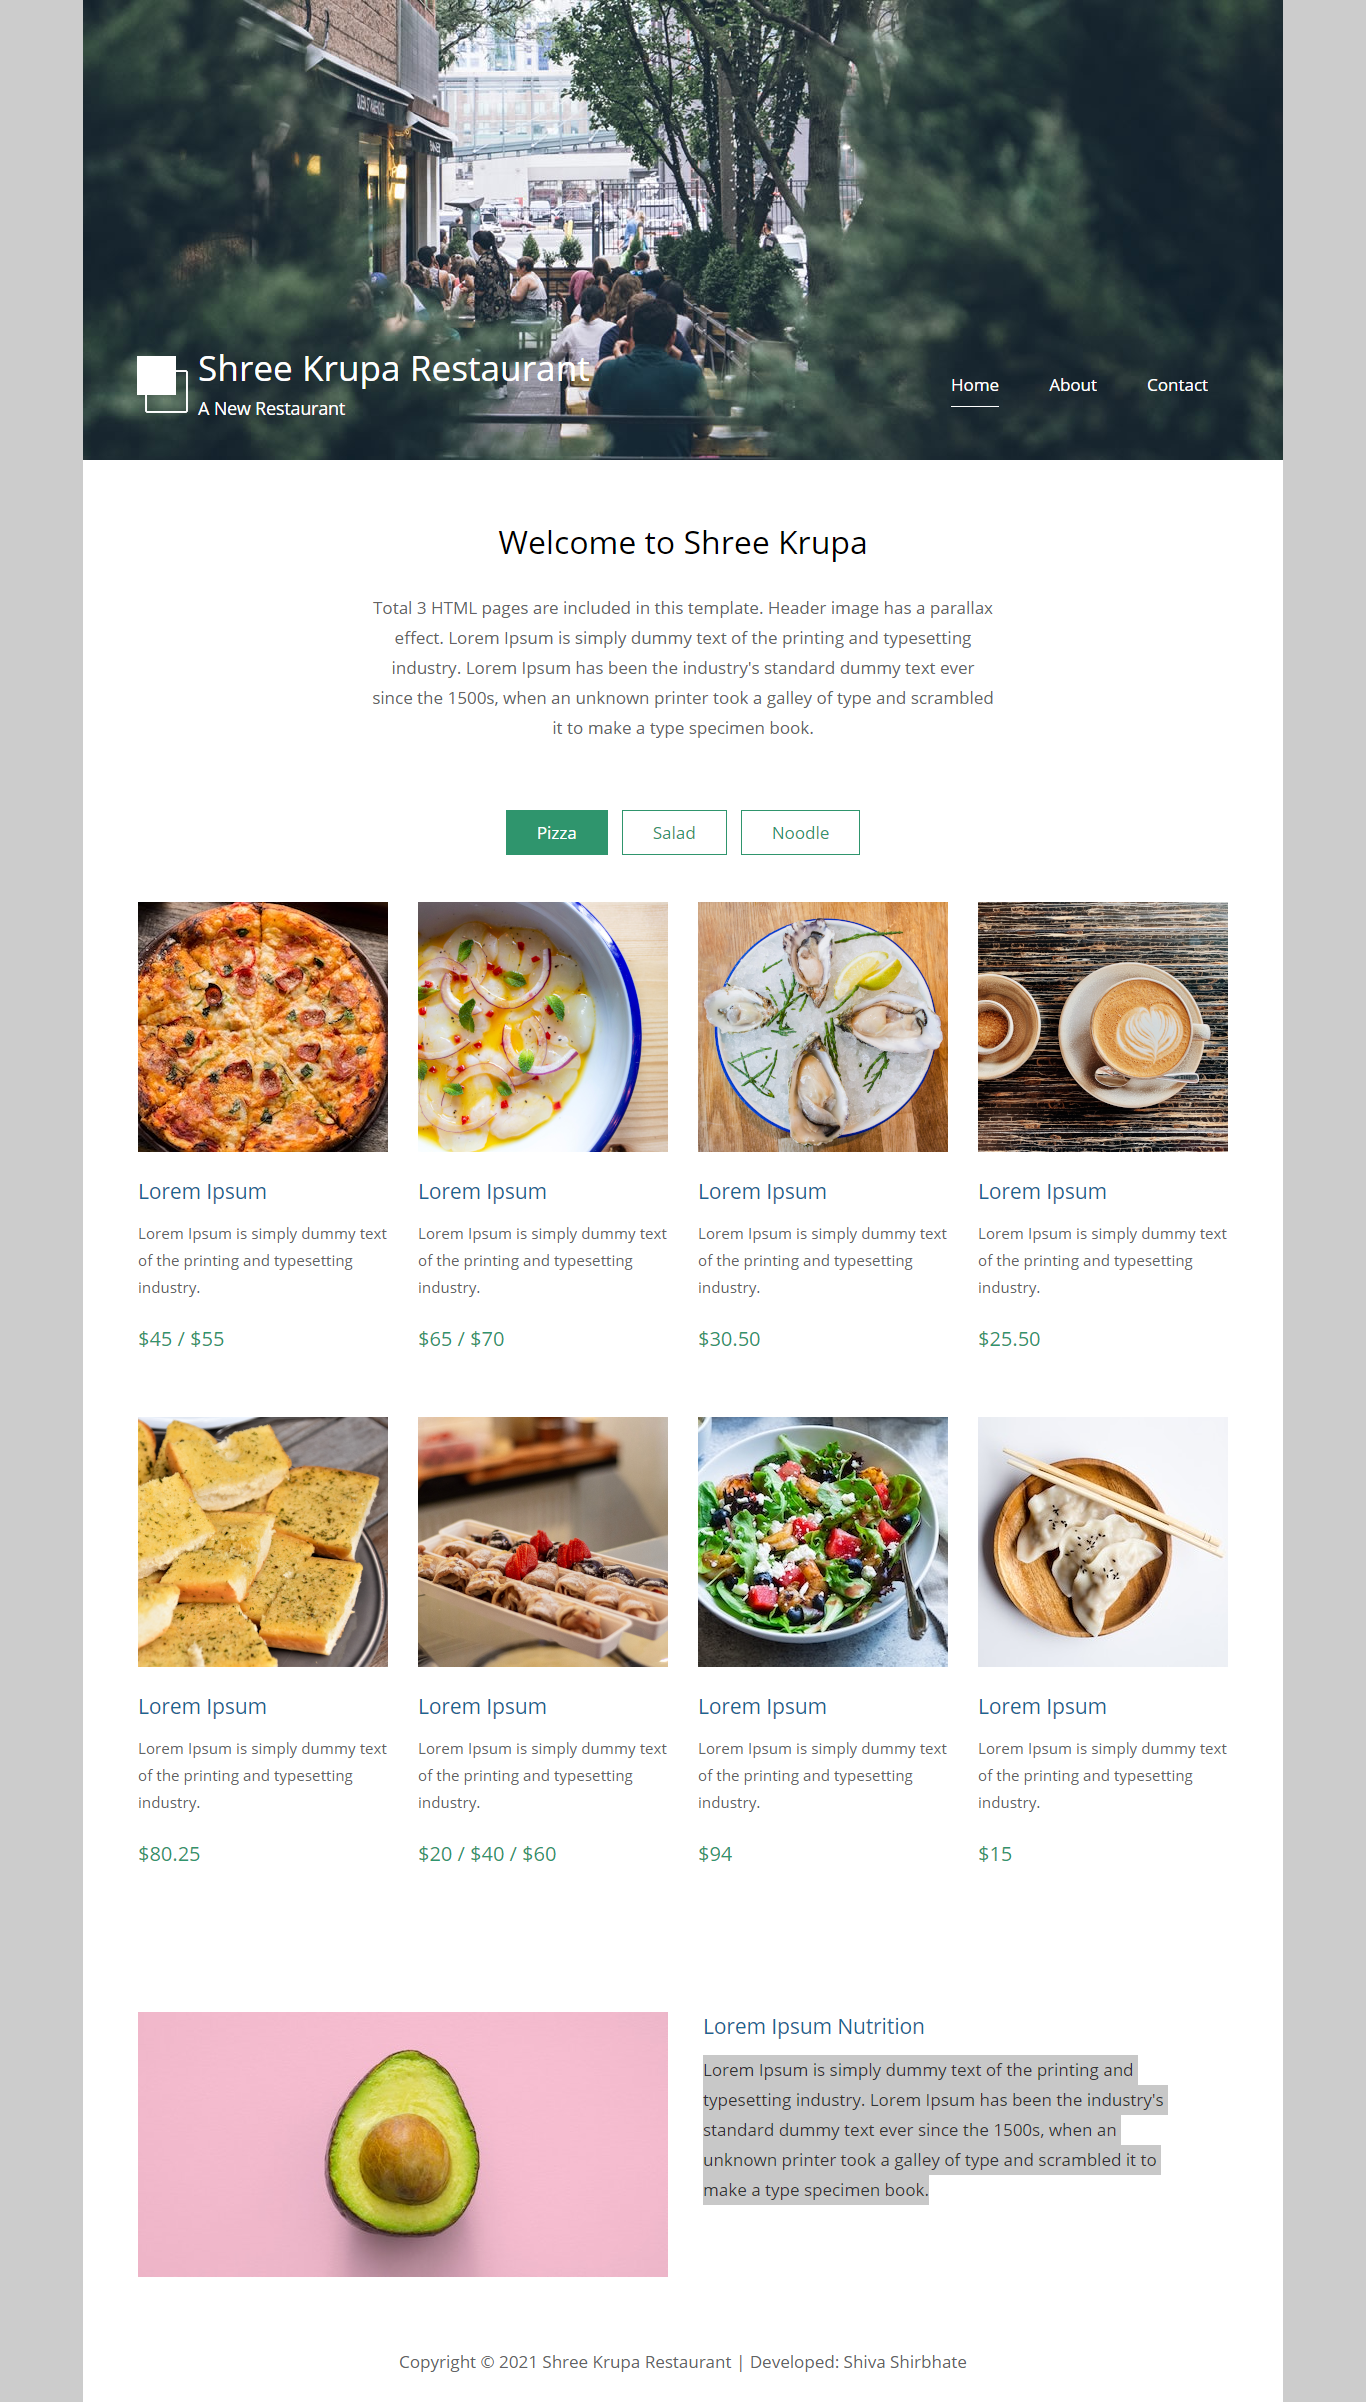 QUEEN ST. WAREHOUSE
Shree Krupa Restaurant
A New Restaurant
Home
About
Contact
Welcome to Shree Krupa
Total 3 HTML pages are included in this template. Header image has a parallax
effect. Lorem Ipsum is simply dummy text of the printing and typesetting
industry. Lorem Ipsum has been the industry's standard dummy text ever
since the 1500s, when an unknown printer took a galley of type and scrambled
it to make a type specimen book.
Pizza
Salad
Noodle
Lorem Ipsum
Lorem Ipsum is simply dummy text
of the printing and typesetting
industry.
$45 / $55
Lorem Ipsum
Lorem Ipsum is simply dummy text
of the printing and typesetting
industry.
$65 / $70
Lorem Ipsum
Lorem Ipsum is simply dummy text
of the printing and typesetting
industry.
$30.50
Lorem Ipsum
Lorem Ipsum is simply dummy text
of the printing and typesetting
industry.
$25.50
Lorem Ipsum
Lorem Ipsum is simply dummy text
of the printing and typesetting
industry.
$80.25
Lorem Ipsum
Lorem Ipsum is simply dummy text
of the printing and typesetting
industry.
$20 / $40 / $60
Lorem Ipsum
Lorem Ipsum is simply dummy text
of the printing and typesetting
industry.
$94
Lorem Ipsum
Lorem Ipsum is simply dummy text
of the printing and typesetting
industry.
$15
Lorem Ipsum Nutrition
Lorem Ipsum is simply dummy text of the printing and
typesetting industry. Lorem Ipsum has been the industry's
standard dummy text ever since the 1500s, when an
unknown printer took a galley of type and scrambled it to
make a type specimen book.
Copyright © 2021 Shree Krupa Restaurant | Developed: Shiva Shirbhate